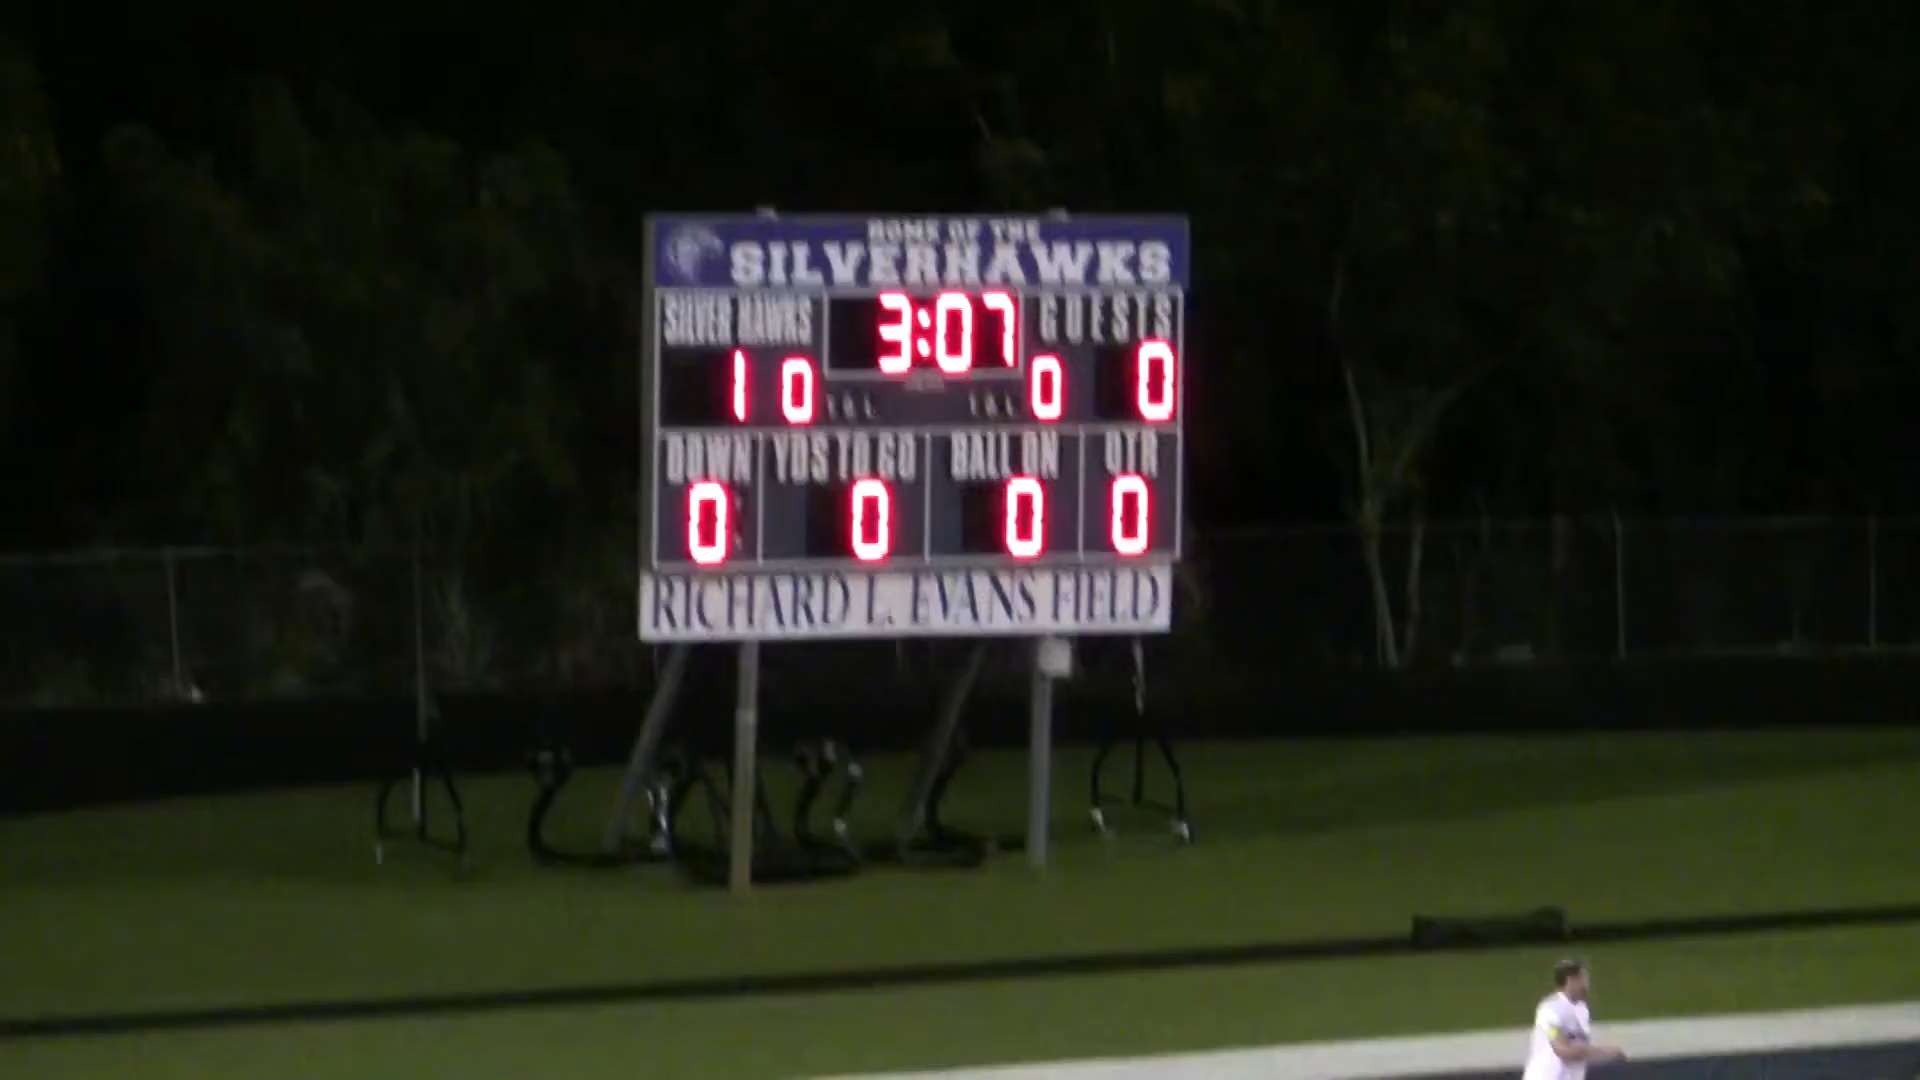 HOME OF THE
SILVERHAWKS
SILVER HAWKS 3:07 GUESTS
1 0 T.O.L. T.O.L. 0 0
DOWN YDS TO GO BALL ON QTR
0 0 0 0
RICHARD L. EVANS FIELD